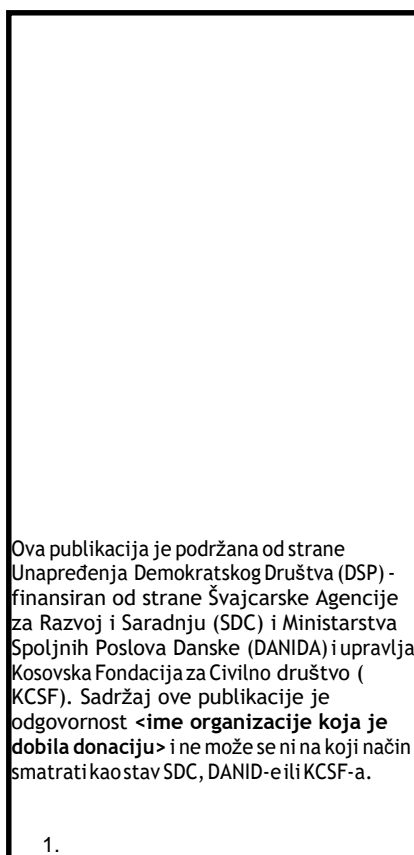 Ova publikacija je podržana od strane
Unapređenja Demokratskog Društva (DSP) -
finansiran od strane Švajcarske Agencije
za Razvoj i Saradnju (SDC) i Ministarstva
Spoljnih Poslova Danske (DANIDA) i upravlja
Kosovska Fondacija za Civilno društvo (
KCSF). Sadržaj ove publikacije je
odgovornost <ime organizacije koja je
dobila donaciju> i ne može se ni na koji način
smatrati kao stav SDC, DANID-e ili KCSF-a.
1.